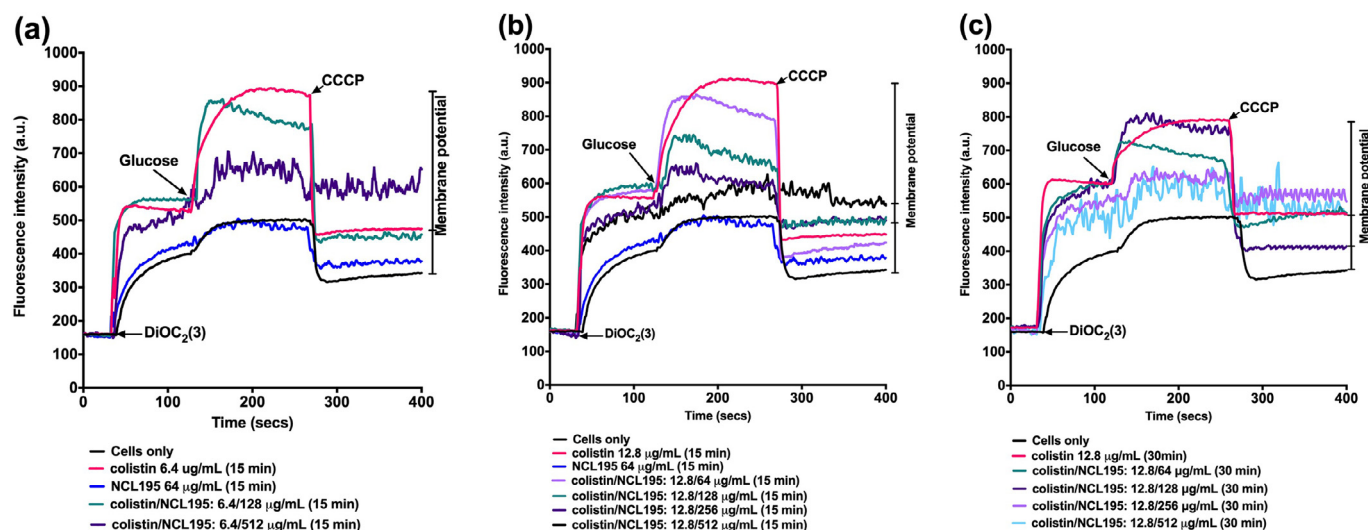 (a)
1000
900
800
700
600
500
400
300
200
100
0
Fluorescence intensity (a.u.)
Glucose
CCCP
DiOC2(3)
Membrane potential
0 100 200 300 400
Time (secs)
Cells only
colistin 6.4 ug/mL (15 min)
NCL195 64 µg/mL (15 min)
colistin/NCL195: 6.4/128 µg/mL (15 min)
colistin/NCL195: 6.4/512 µg/mL (15 min)
(b)
1000
900
800
700
600
500
400
300
200
100
0
Fluorescence intensity (a.u.)
Glucose
CCCP
DiOC2(3)
Membrane potential
0 100 200 300 400
Time (secs)
Cells only
colistin 12.8 µg/mL (15 min)
NCL195 64 µg/mL (15 min)
colistin/NCL195: 12.8/64 µg/mL (15 min)
colistin/NCL195: 12.8/128 µg/mL (15 min)
colistin/NCL195: 12.8/256 µg/mL (15 min)
colistin/NCL195: 12.8/512 µg/mL (15 min)
(c)
1000
900
800
700
600
500
400
300
200
100
0
Fluorescence intensity (a.u.)
Glucose
CCCP
DiOC2(3)
Membrane potential
0 100 200 300 400
Time (secs)
Cells only
colistin 12.8 µg/mL (30min)
colistin/NCL195: 12.8/64 µg/mL (30 min)
colistin/NCL195: 12.8/128 µg/mL (30 min)
colistin/NCL195: 12.8/256 µg/mL (30 min)
colistin/NCL195: 12.8/512 µg/mL (30 min)